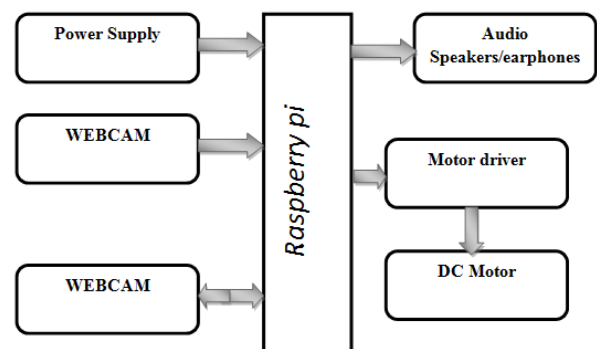 Power Supply
WEBCAM
WEBCAM
Raspberry pi
Audio
Speakers/earphones
Motor driver
DC Motor